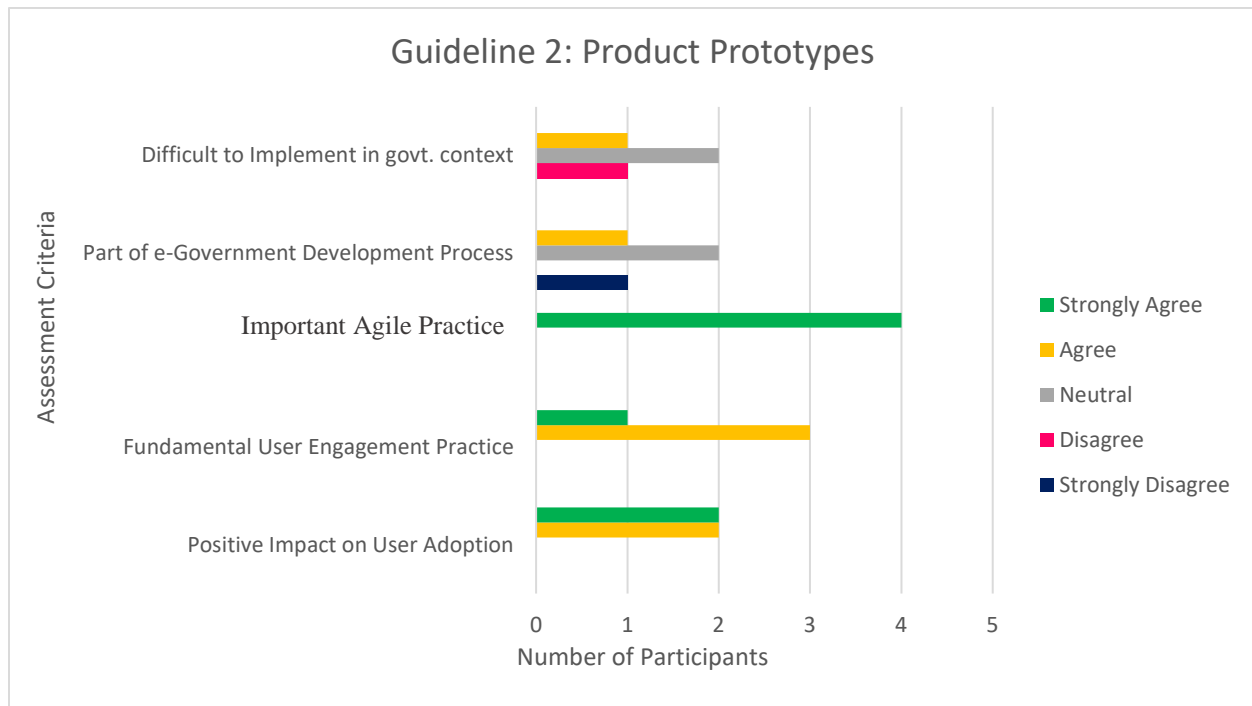 Guideline 2: Product Prototypes
Assessment Criteria
Difficult to Implement in govt. context
Part of e-Government Development Process
Important Agile Practice
Fundamental User Engagement Practice
Positive Impact on User Adoption
Strongly Agree
Agree
Neutral
Disagree
Strongly Disagree
0 1 2 3 4 5
Number of Participants